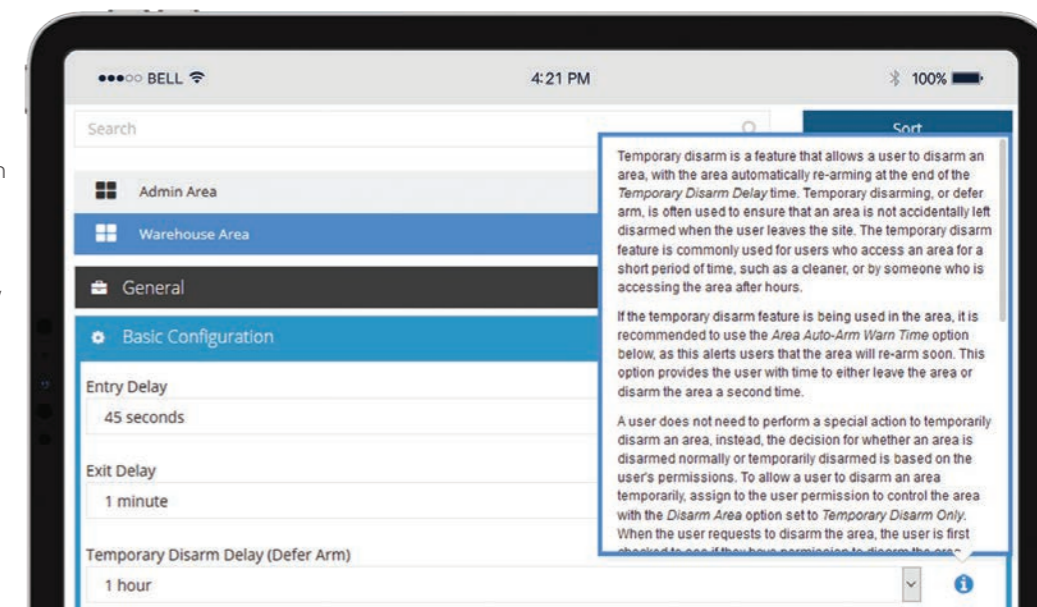 BELL
4:21 PM
100%
Search
Sort
Admin Area
Warehouse Area
General
Basic Configuration
Entry Delay
45 seconds
Exit Delay
1 minute
Temporary Disarm Delay (Defer Arm)
1 hour
Temporary disarm is a feature that allows a user to disarm an
area, with the area automatically re-arming at the end of the
Temporary Disarm Delay time. Temporary disarming, or defer
arm, is often used to ensure that an area is not accidentally left
disarmed when the user leaves the site. The temporary disarm
feature is commonly used for users who access an area for a
short period of time, such as a cleaner, or by someone who is
accessing the area after hours.
If the temporary disarm feature is being used in the area, it is
recommended to use the Area Auto-Arm Warn Time option
below, as this alerts users that the area will re-arm soon. This
option provides the user with time to either leave the area or
disarm the area a second time.
A user does not need to perform a special action to temporarily
disarm an area, instead, the decision for whether an area is
disarmed normally or temporarily disarmed is based on the
user's permissions. To allow a user to disarm an area
temporarily, assign to the user permission to control the area
with the Disarm Area option set to Temporary Disarm Only.
When the user requests to disarm the area, the user is first
checked to see if they have permission to disarm the area